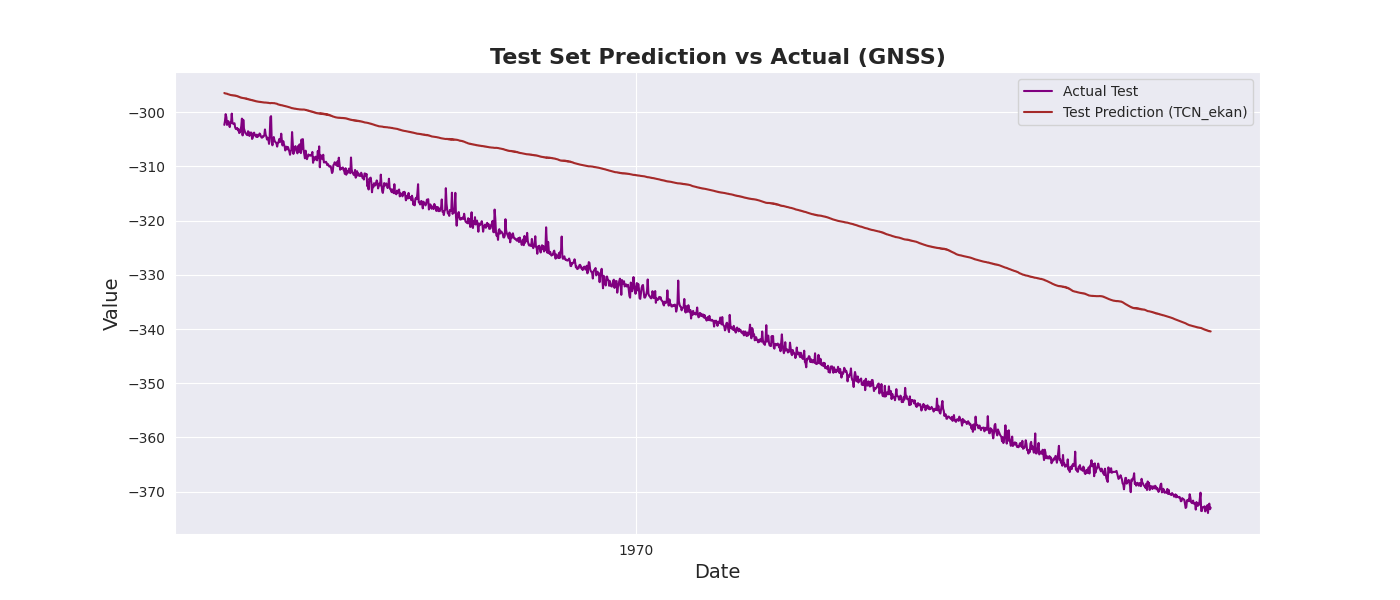 Test Set Prediction vs Actual (GNSS)
Actual Test
Test Prediction (TCN_ekan)
Value
−300
−310
−320
−330
−340
−350
−360
−370
1970
Date